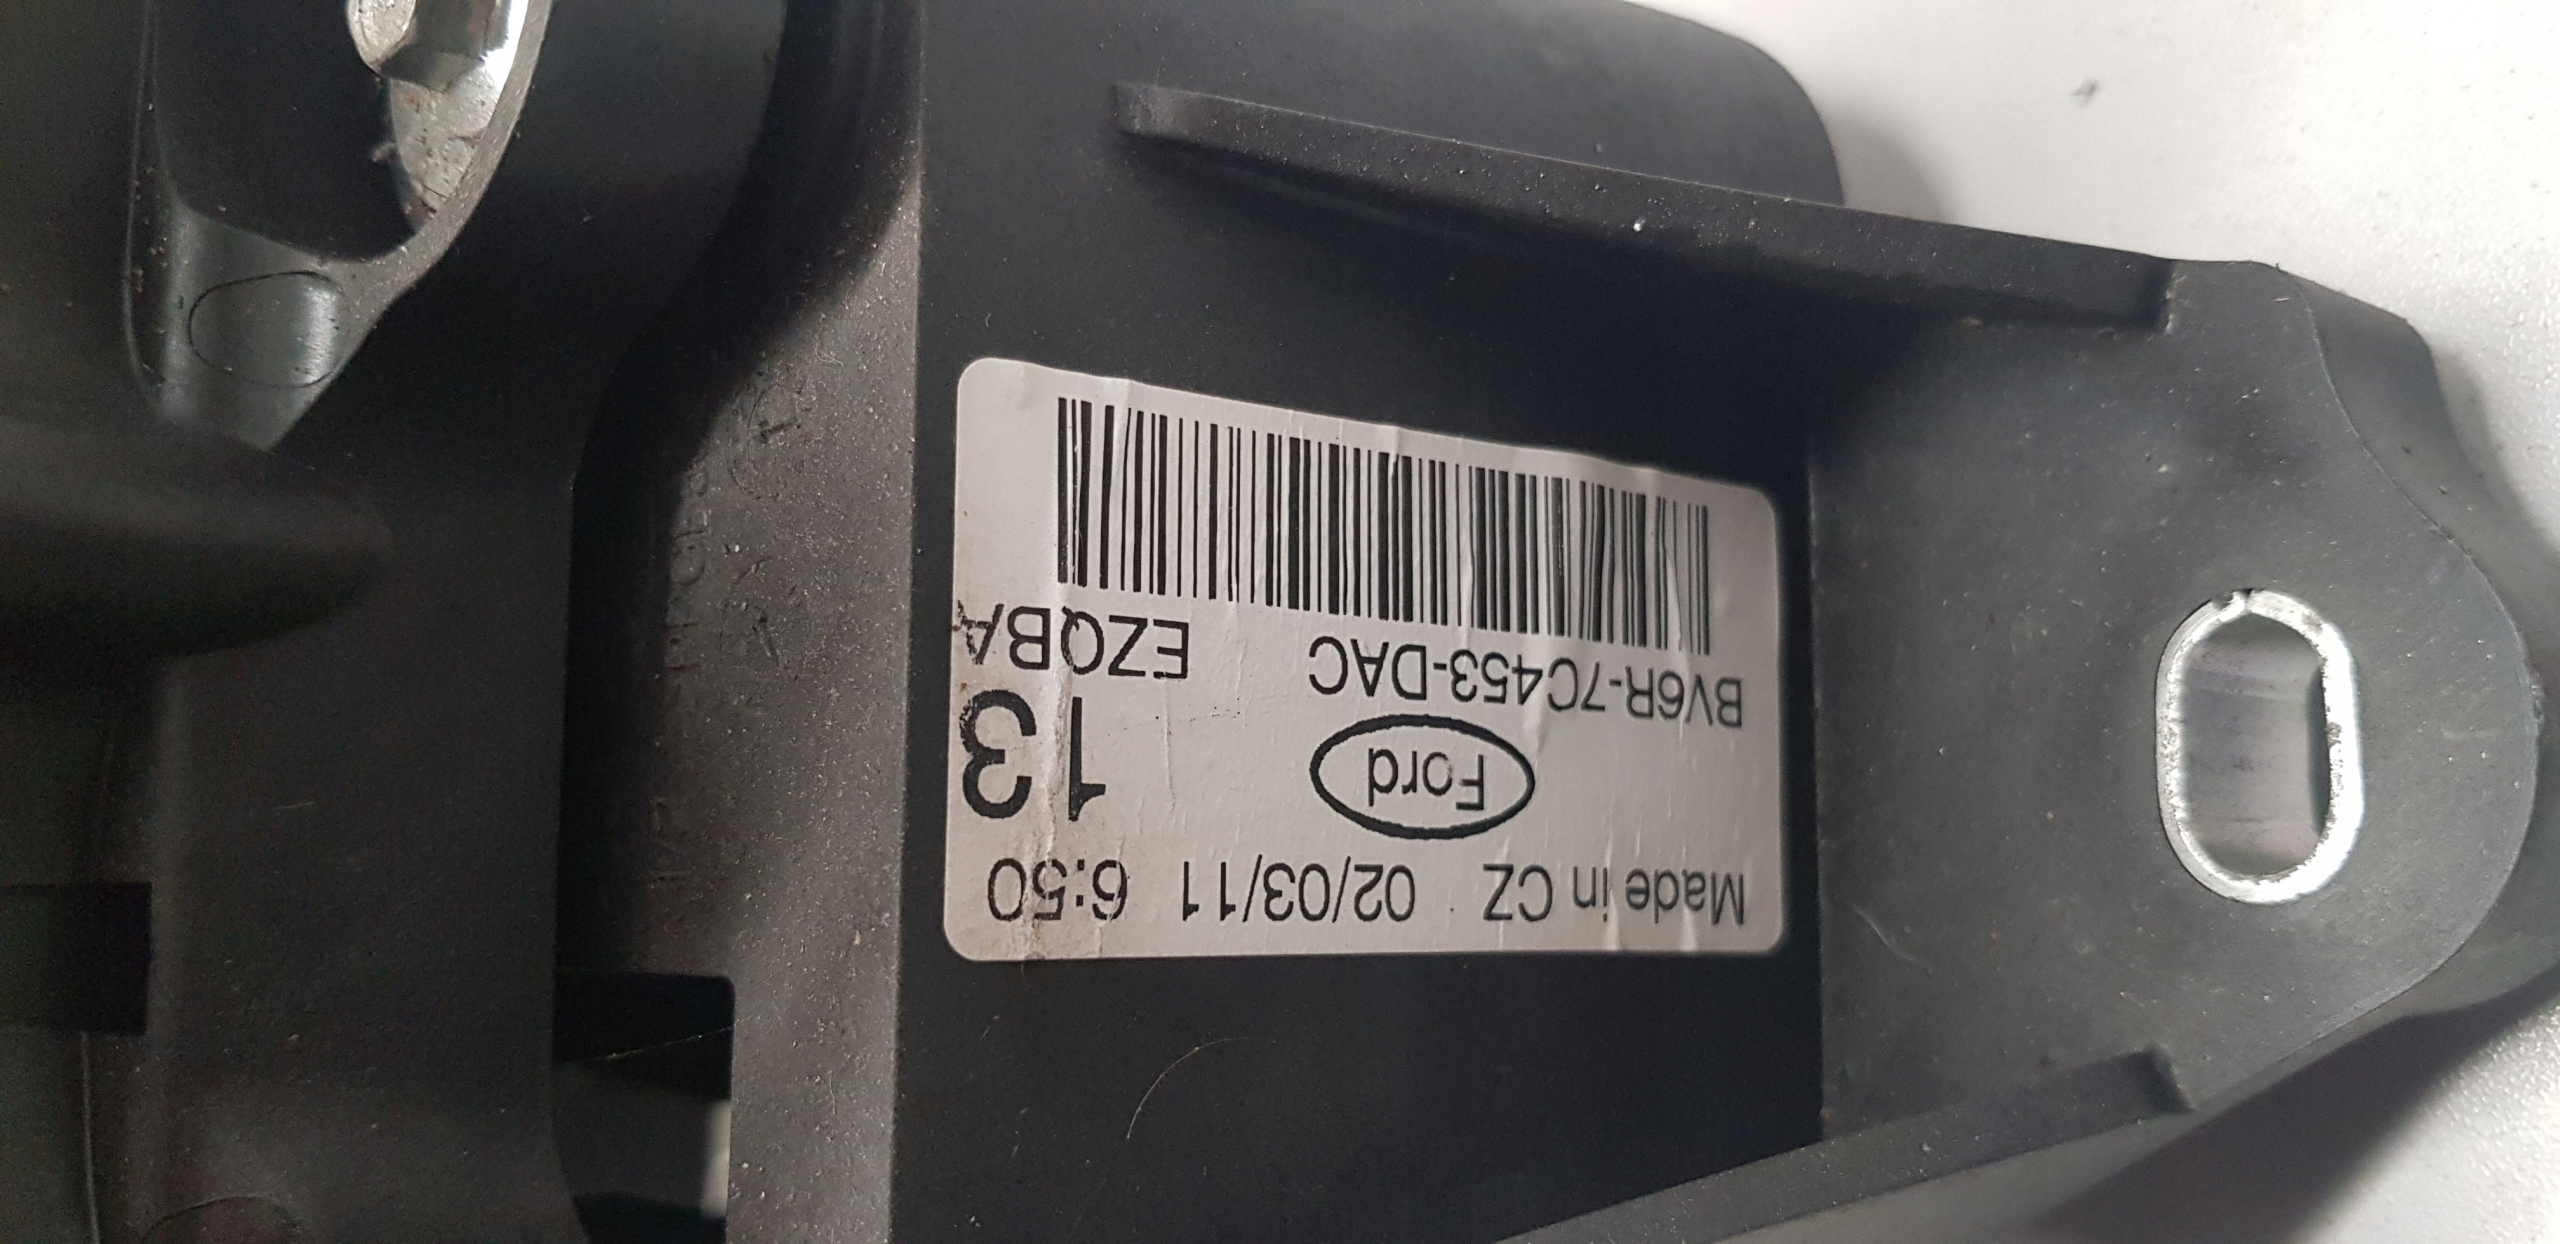 Made in CZ 02/03/11 6:50
Ford 13
BV6R-7C453-DAC EZQBA